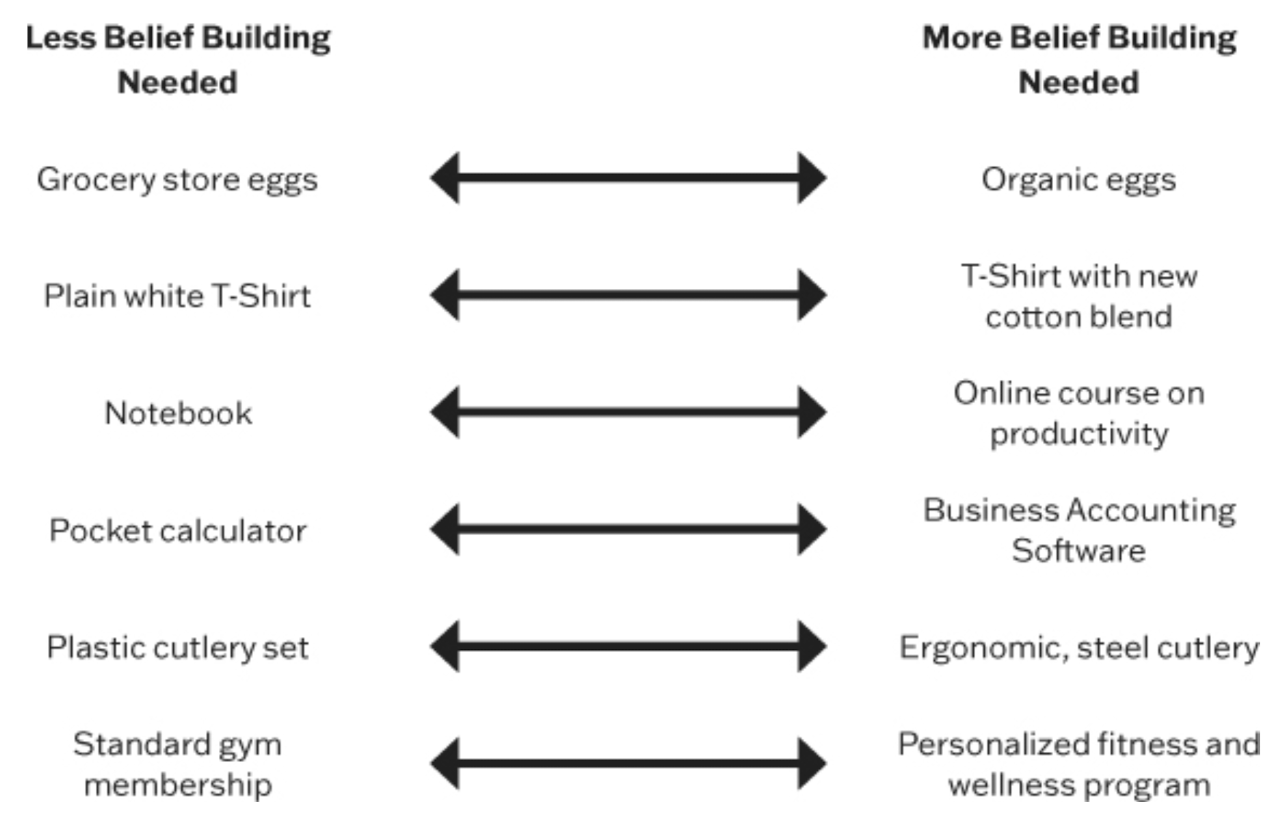 Less Belief Building
Needed
More Belief Building
Needed
Grocery store eggs
Organic eggs
Plain white T-Shirt
T-Shirt with new
cotton blend
Notebook
Online course on
productivity
Pocket calculator
Business Accounting
Software
Plastic cutlery set
Ergonomic, steel cutlery
Standard gym
membership
Personalized fitness and
wellness program